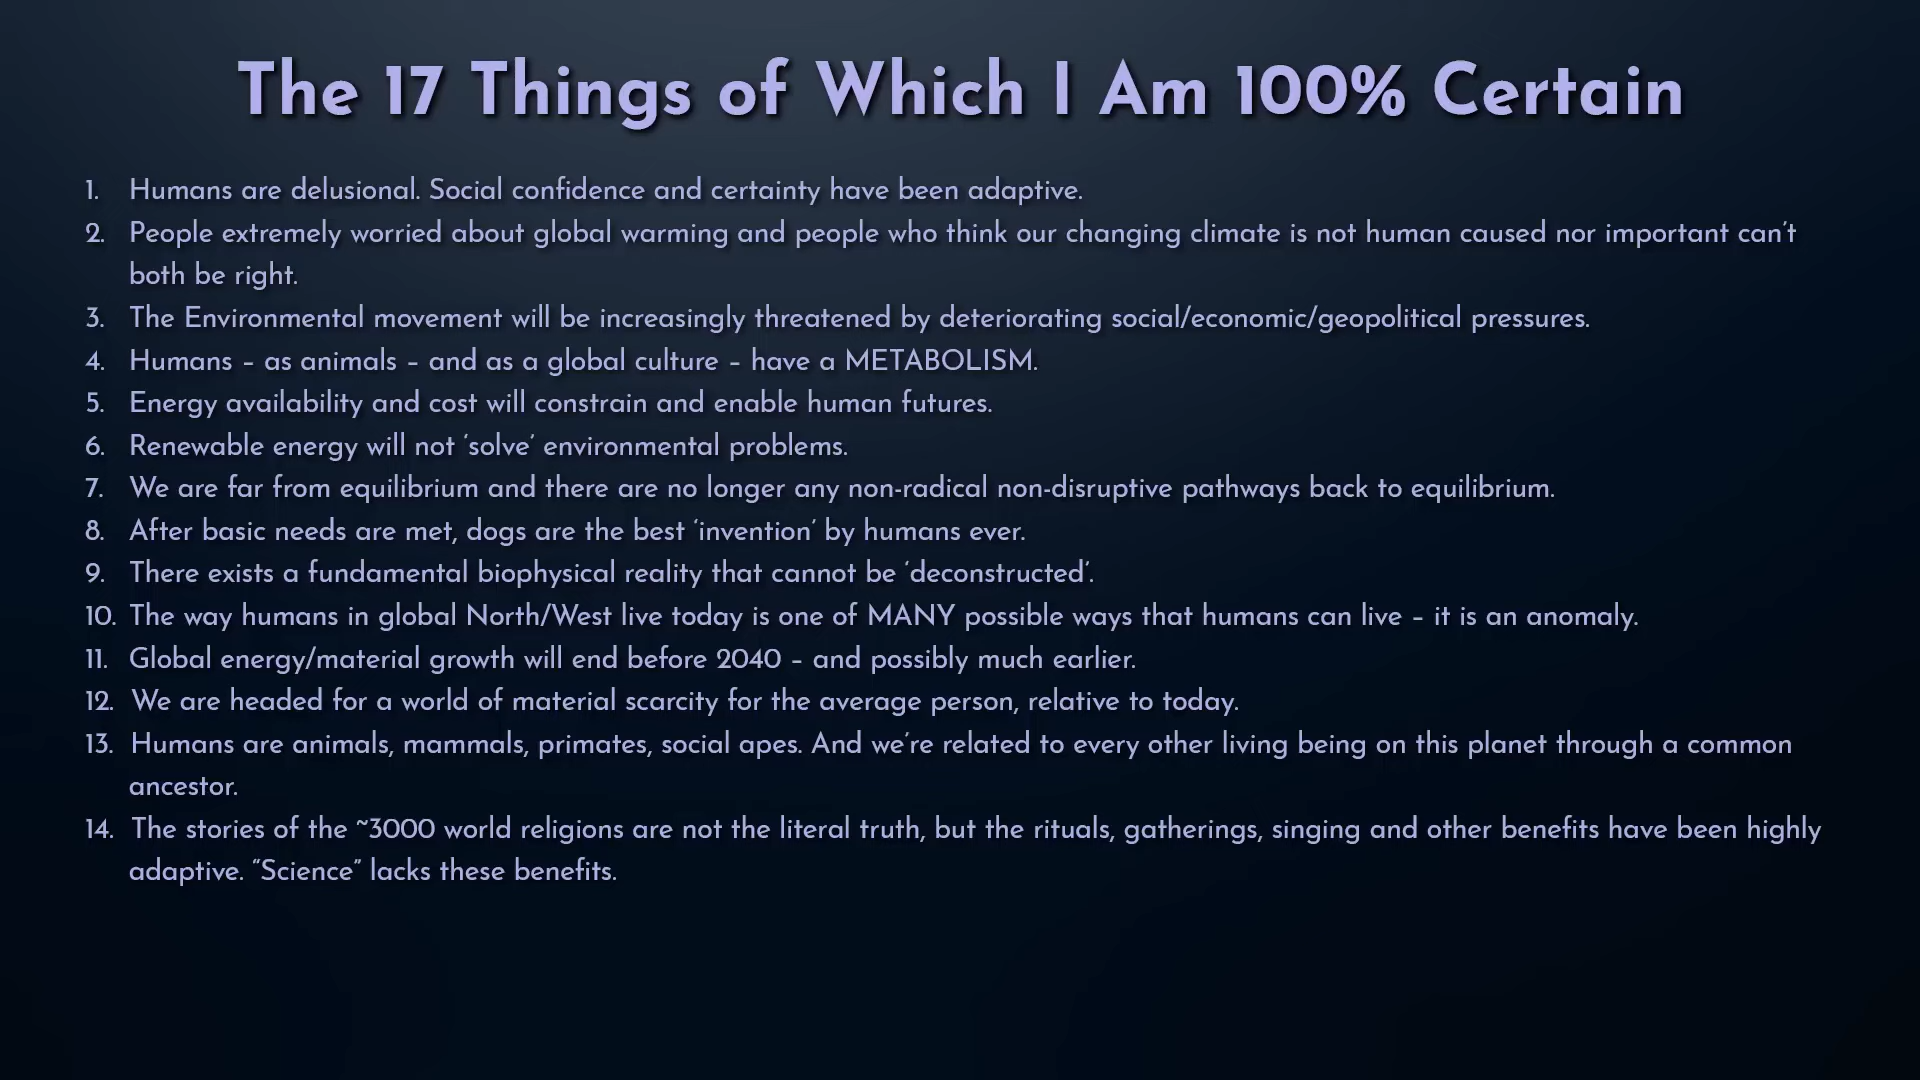 The 17 Things of Which I Am 100% Certain
1. Humans are delusional. Social confidence and certainty have been adaptive.
2. People extremely worried about global warming and people who think our changing climate is not human caused nor important can’t
both be right.
3. The Environmental movement will be increasingly threatened by deteriorating social/economic/geopolitical pressures.
4. Humans – as animals – and as a global culture – have a METABOLISM.
5. Energy availability and cost will constrain and enable human futures.
6. Renewable energy will not ‘solve’ environmental problems.
7. We are far from equilibrium and there are no longer any non-radical non-disruptive pathways back to equilibrium.
8. After basic needs are met, dogs are the best ‘invention’ by humans ever.
9. There exists a fundamental biophysical reality that cannot be ‘deconstructed’.
10. The way humans in global North/West live today is one of MANY possible ways that humans can live – it is an anomaly.
11. Global energy/material growth will end before 2040 – and possibly much earlier.
12. We are headed for a world of material scarcity for the average person, relative to today.
13. Humans are animals, mammals, primates, social apes. And we’re related to every other living being on this planet through a common
ancestor.
14. The stories of the ~3000 world religions are not the literal truth, but the rituals, gatherings, singing and other benefits have been highly
adaptive. “Science” lacks these benefits.